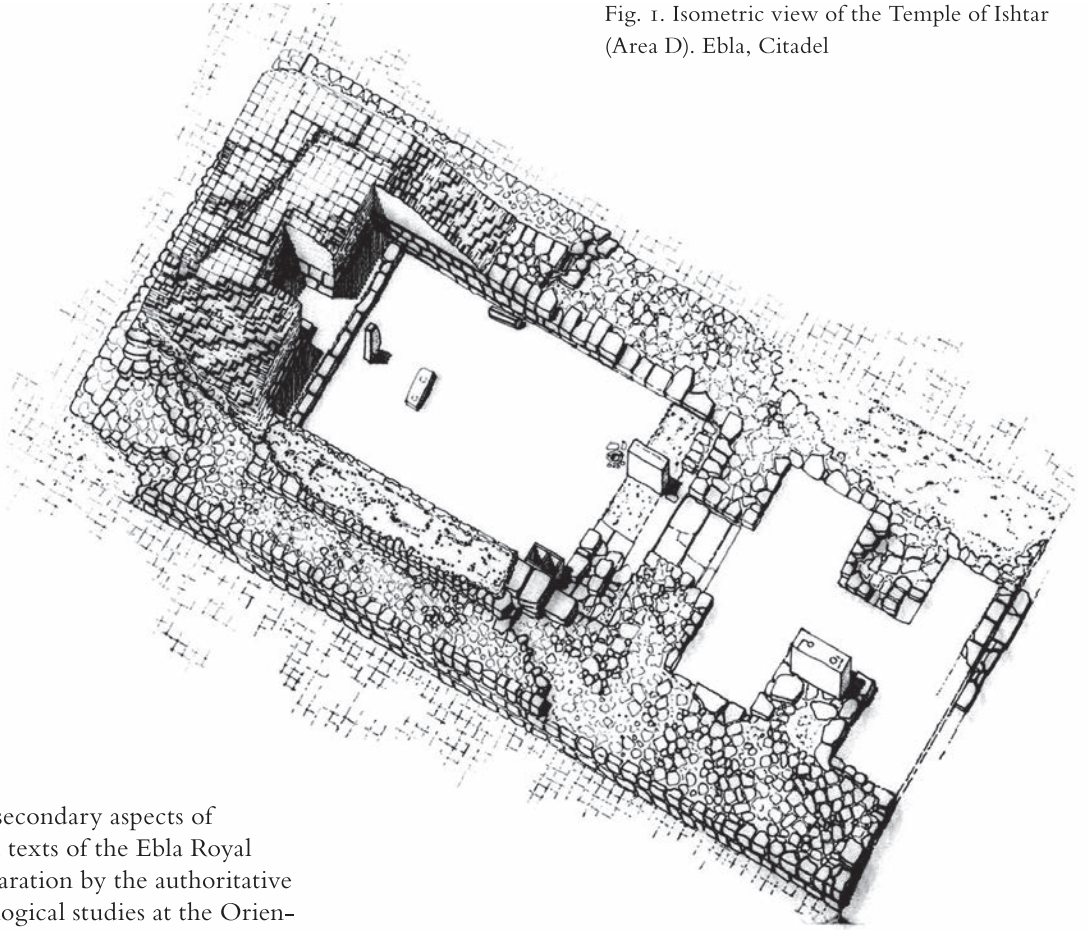 Fig. 1. Isometric view of the Temple of Ishtar
(Area D). Ebla, Citadel
secondary aspects of
texts of the Ebla Royal
aration by the authoritative
logical studies at the Orien-